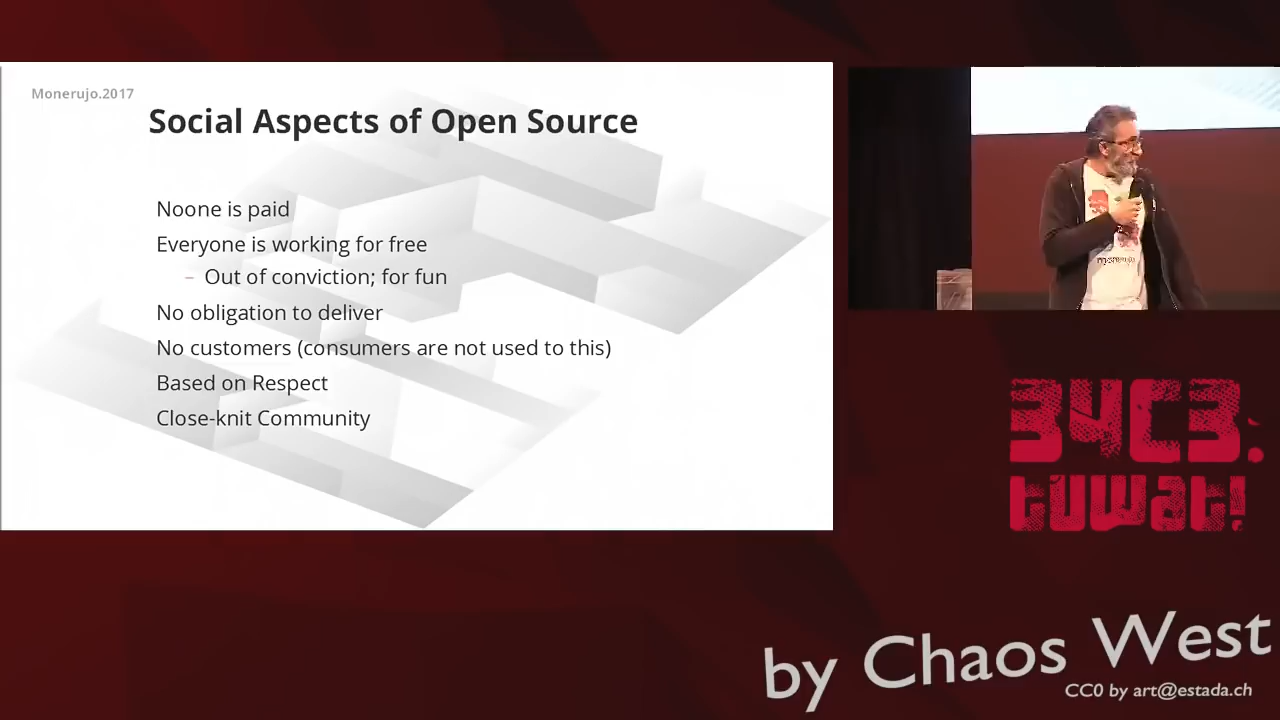 Monerujo.2017
Social Aspects of Open Source
Noone is paid
Everyone is working for free
– Out of conviction; for fun
No obligation to deliver
No customers (consumers are not used to this)
Based on Respect
Close-knit Community
34C3:
tuwat!
by Chaos West
CC0 by art@estada.ch